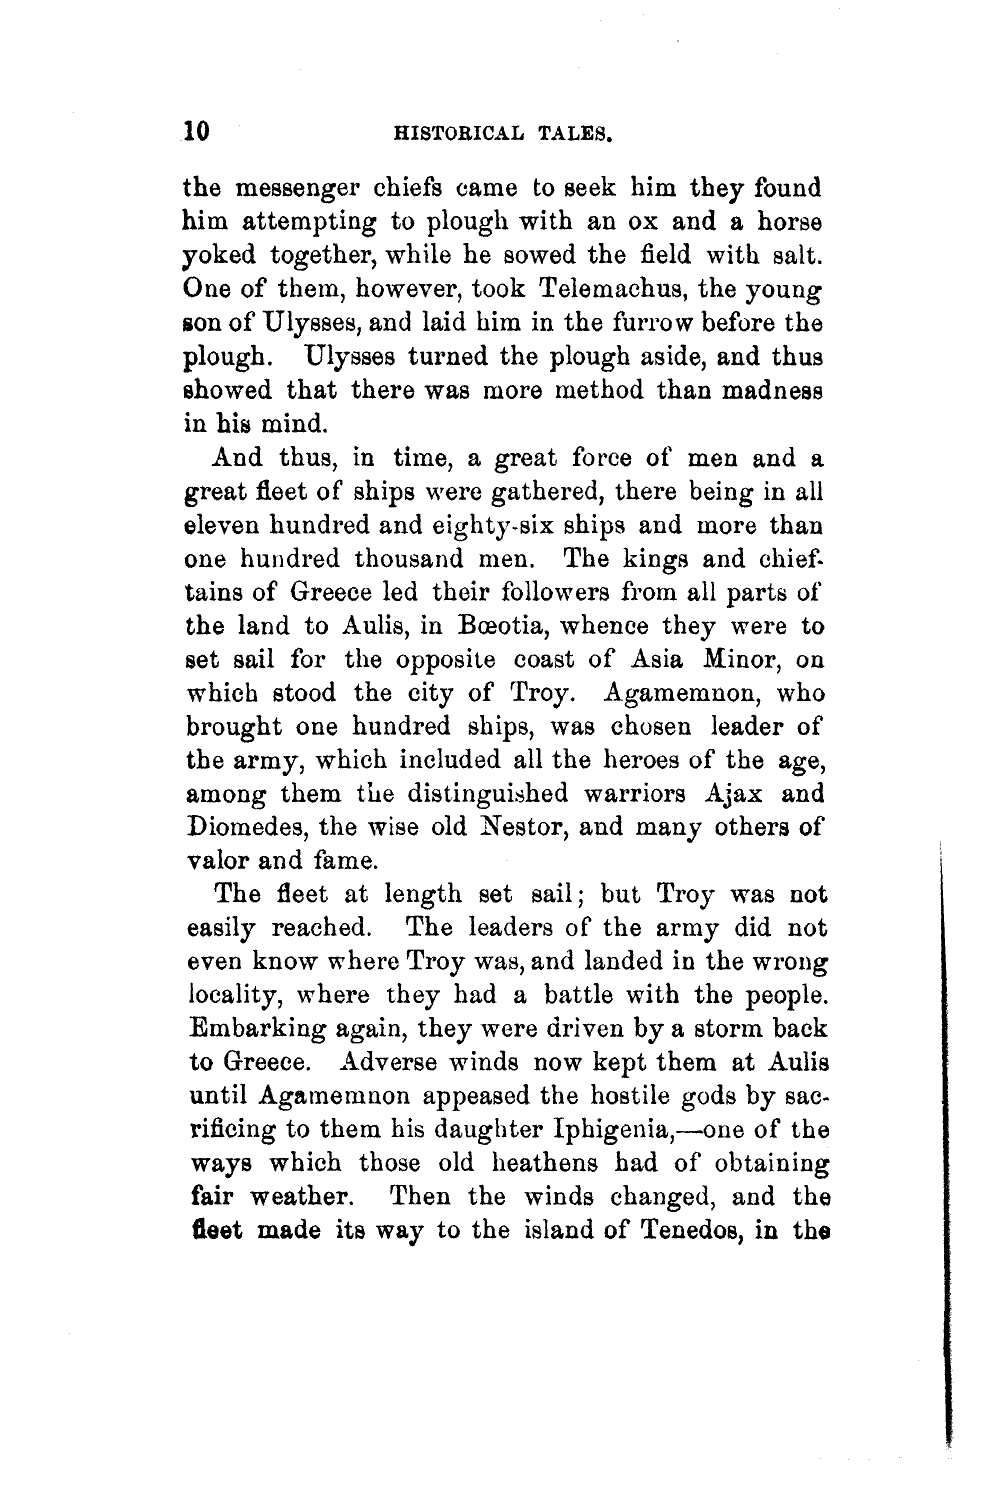 10 HISTORICAL TALES.
the messenger chiefs came to seek him they found
him attempting to plough with an ox and a horse
yoked together, while he sowed the field with salt.
One of them, however, took Telemachus, the young
son of Ulysses, and laid him in the furrow before the
plough. Ulysses turned the plough aside, and thus
showed that there was more method than madness
in his mind.
And thus, in time, a great force of men and a
great fleet of ships were gathered, there being in all
eleven hundred and eighty-six ships and more than
one hundred thousand men. The kings and chief-
tains of Greece led their followers from all parts of
the land to Aulis, in Bœotia, whence they were to
set sail for the opposite coast of Asia Minor, on
which stood the city of Troy. Agamemnon, who
brought one hundred ships, was chosen leader of
the army, which included all the heroes of the age,
among them the distinguished warriors Ajax and
Diomedes, the wise old Nestor, and many others of
valor and fame.
The fleet at length set sail; but Troy was not
easily reached. The leaders of the army did not
even know where Troy was, and landed in the wrong
locality, where they had a battle with the people.
Embarking again, they were driven by a storm back
to Greece. Adverse winds now kept them at Aulis
until Agamemnon appeased the hostile gods by sac-
rificing to them his daughter Iphigenia,—one of the
ways which those old heathens had of obtaining
fair weather. Then the winds changed, and the
fleet made its way to the island of Tenedos, in the